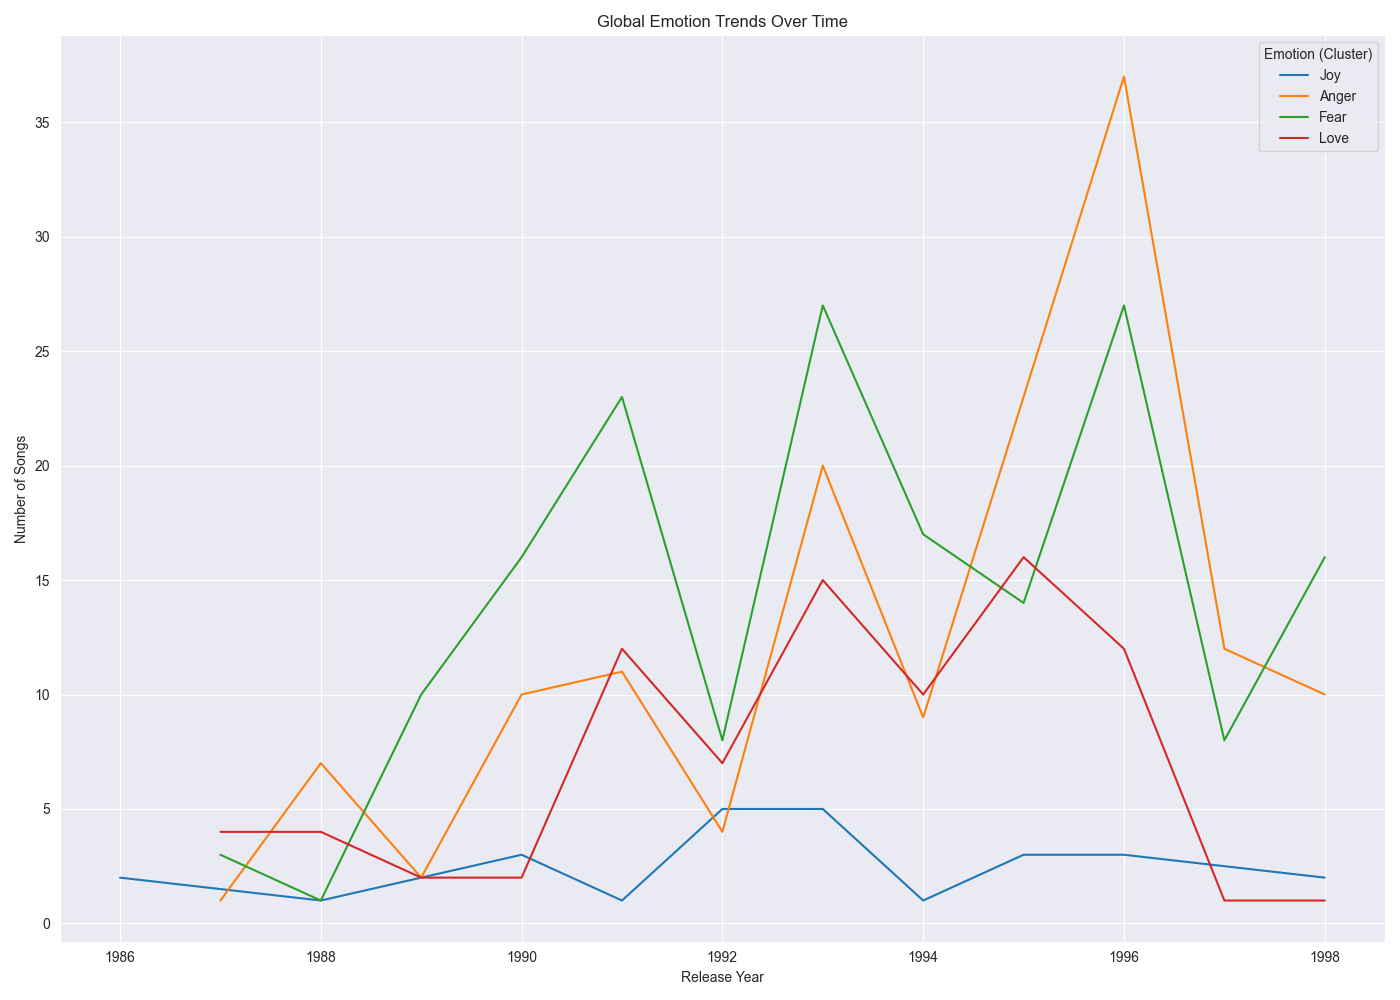 Global Emotion Trends Over Time
Emotion (Cluster)
Joy
Anger
Fear
Love
Number of Songs
35
30
25
20
15
10
5
0
1986 1988 1990 1992 1994 1996 1998
Release Year